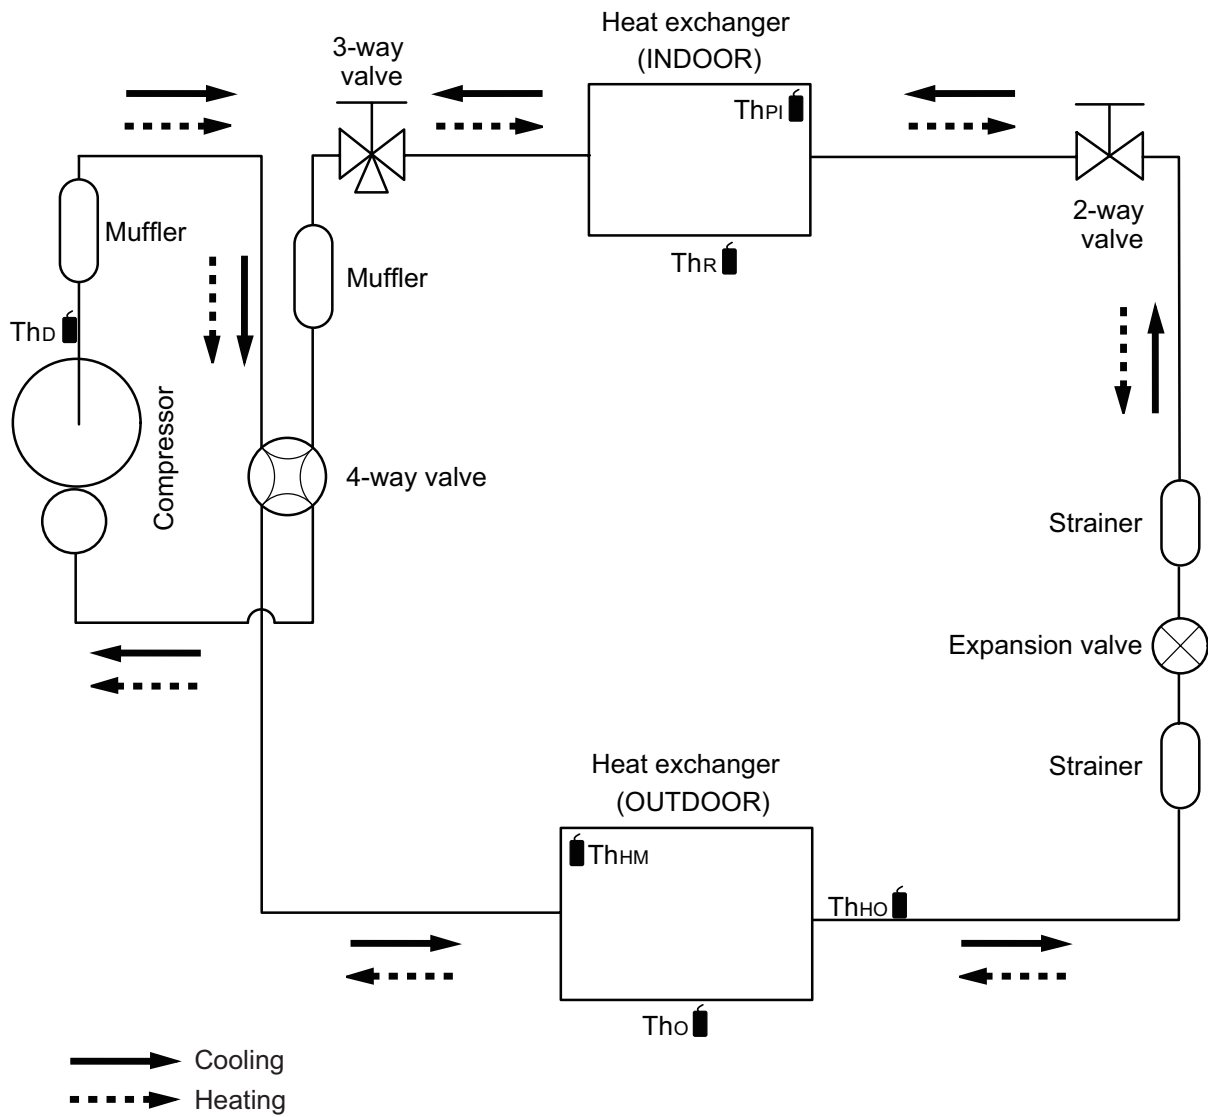 Heat exchanger
(INDOOR)
3-way
valve
ThPI
Muffler
2-way
valve
ThR
Muffler
ThD
Compressor
4-way valve
Strainer
Expansion valve
Heat exchanger
(OUTDOOR)
Strainer
ThHM
ThHO
ThO
Cooling
Heating